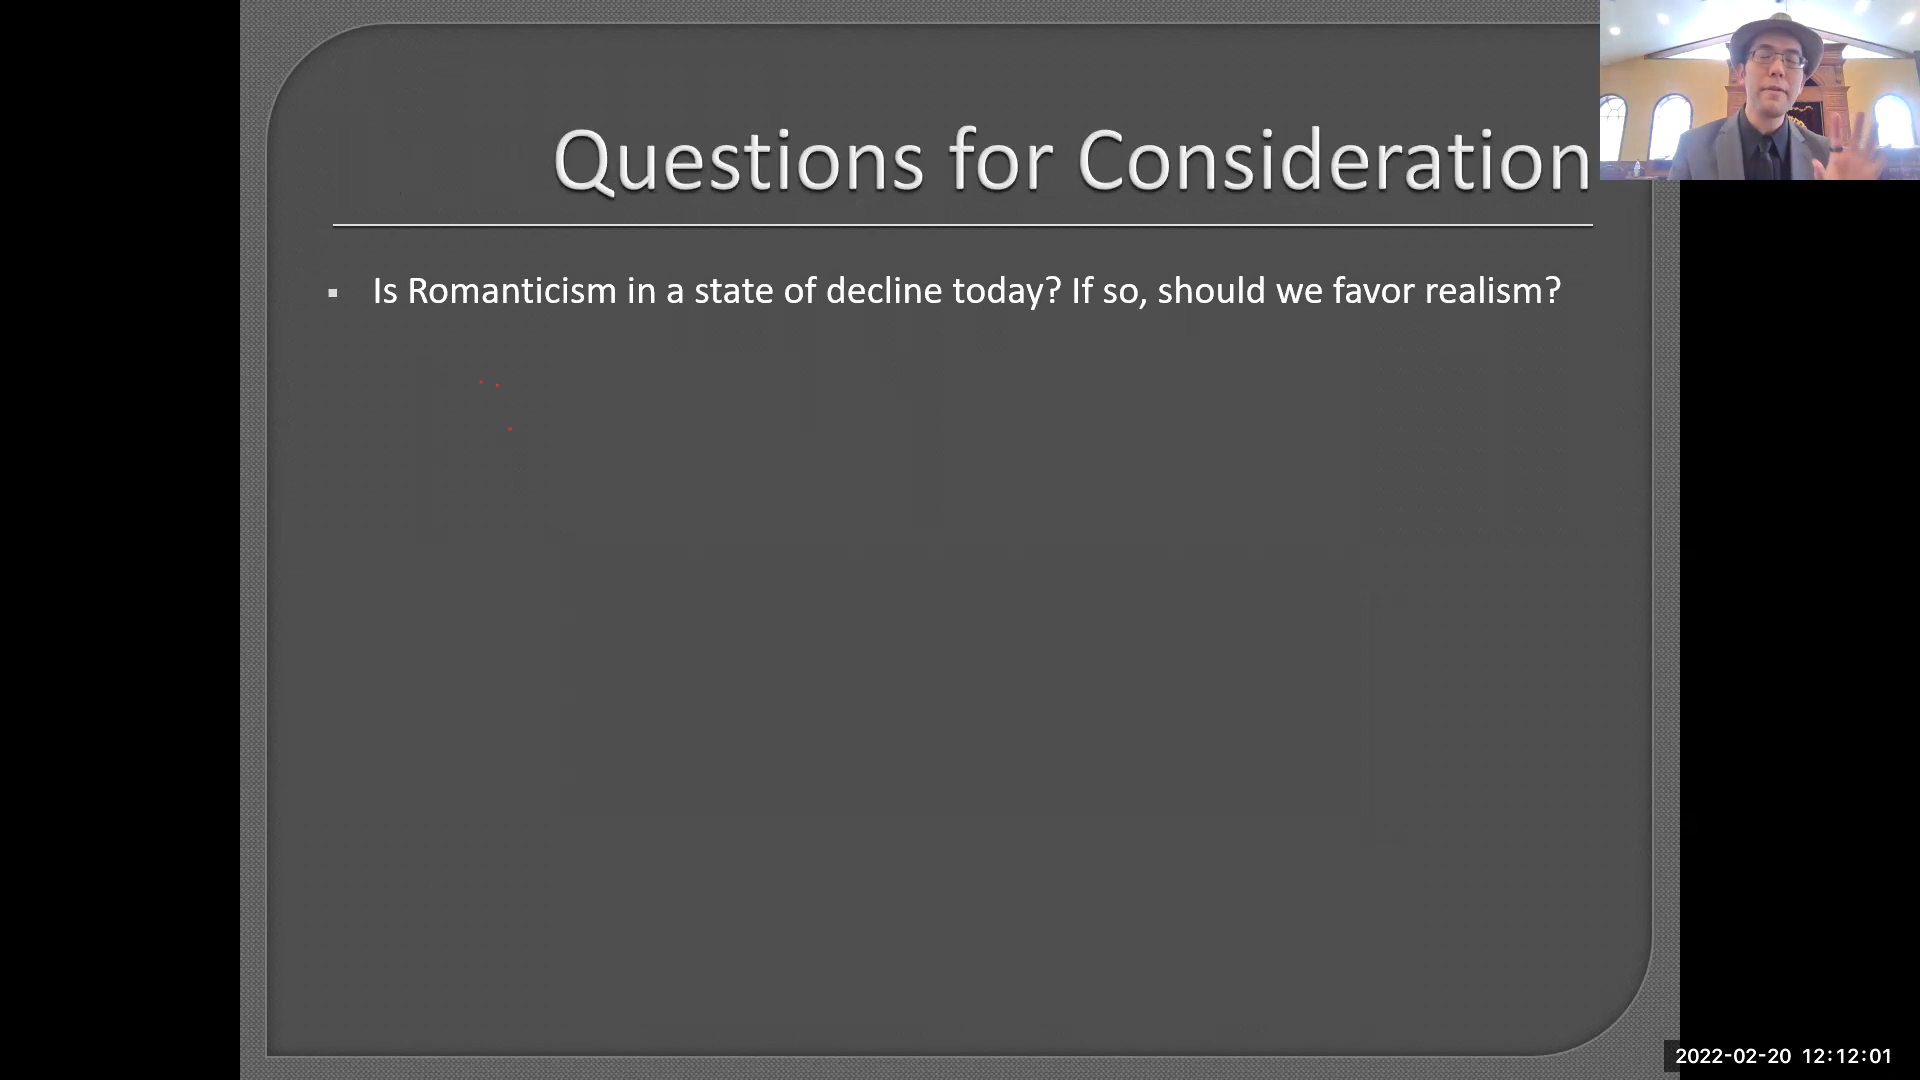 Questions for Consideration
Is Romanticism in a state of decline today? If so, should we favor realism?
2022-02-20 12:12:01